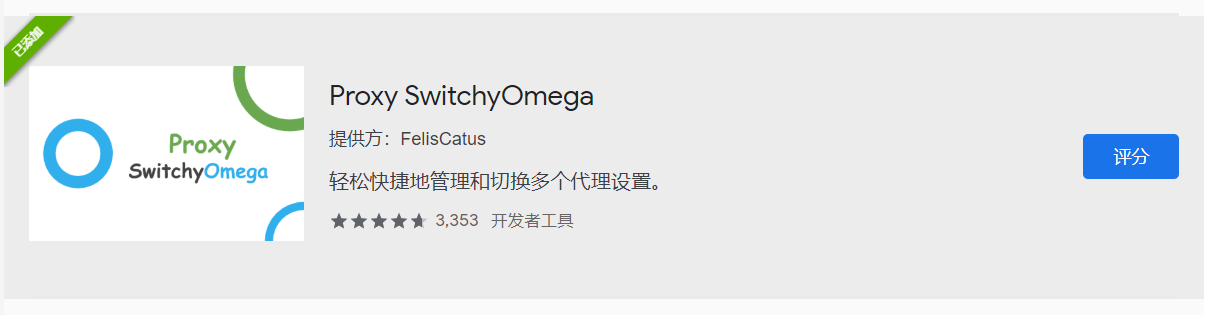 已添加
Proxy
SwitchyOmega
Proxy SwitchyOmega
提供方：FelisCatus
轻松快捷地管理和切换多个代理设置。
3,353 开发者工具
评分